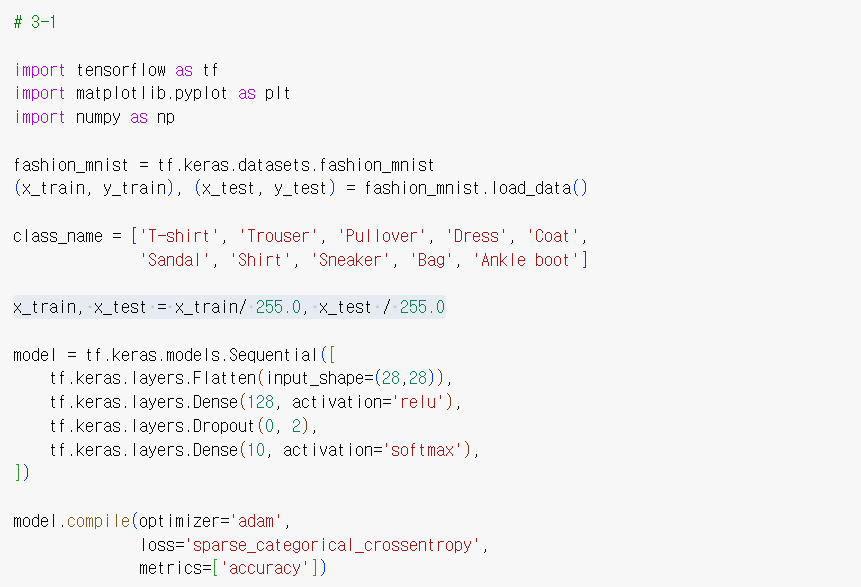 # 3-1
import tensorflow as tf
import matplotlib.pyplot as plt
import numpy as np
fashion_mnist = tf.keras.datasets.fashion_mnist
(x_train, y_train), (x_test, y_test) = fashion_mnist.load_data()
class_name = ['T-shirt', 'Trouser', 'Pullover', 'Dress', 'Coat',
'Sandal', 'Shirt', 'Sneaker', 'Bag', 'Ankle boot']
x_train, x_test = x_train/ 255.0, x_test / 255.0
model = tf.keras.models.Sequential([
tf.keras.layers.Flatten(input_shape=(28,28)),
tf.keras.layers.Dense(128, activation='relu'),
tf.keras.layers.Dropout(0, 2),
tf.keras.layers.Dense(10, activation='softmax'),
])
model.compile(optimizer='adam',
loss='sparse_categorical_crossentropy',
metrics=['accuracy'])